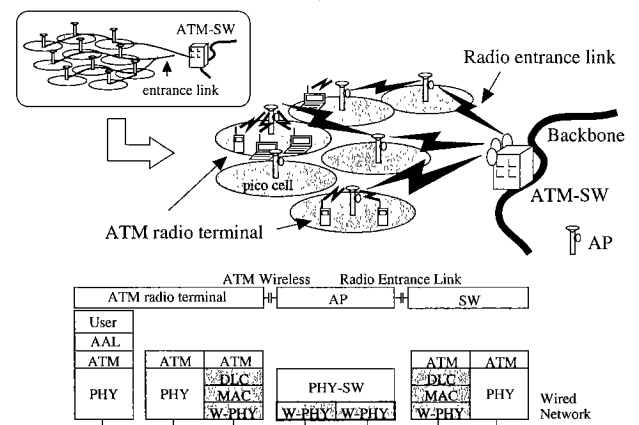 ATM-SW
entrance link
Radio entrance link
Backbone
pico cell
ATM-SW
ATM radio terminal
AP
ATM Wireless Radio Entrance Link
ATM radio terminal AP SW
User
AAL
ATM ATM ATM ATM ATM
DLC DLC
PHY PHY MAC PHY-SW MAC PHY
W-PHY W-PHY W-PHY W-PHY
Wired
Network